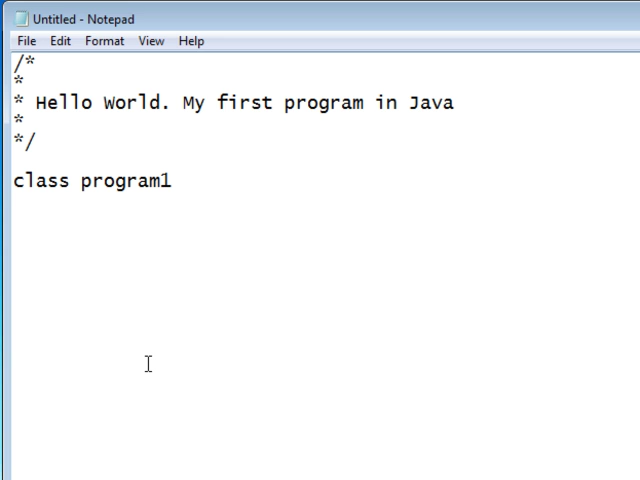 Untitled - Notepad
File Edit Format View Help
/*
*
* Hello World. My first program in Java
*
*/
class program1